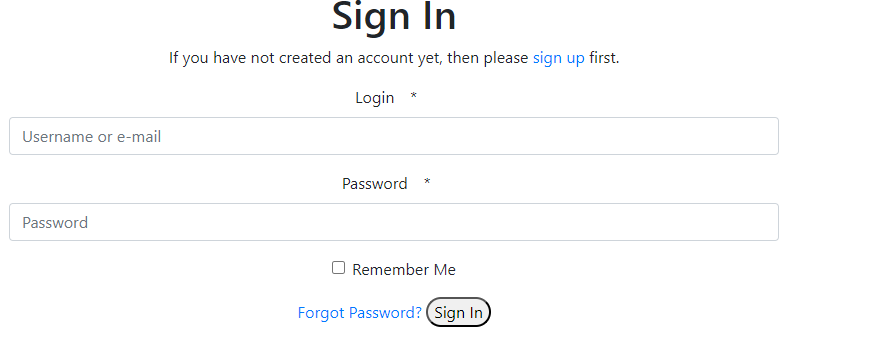 Sign In
If you have not created an account yet, then please sign up first.
Login *
Username or e-mail
Password *
Password
Remember Me
Forgot Password? Sign In